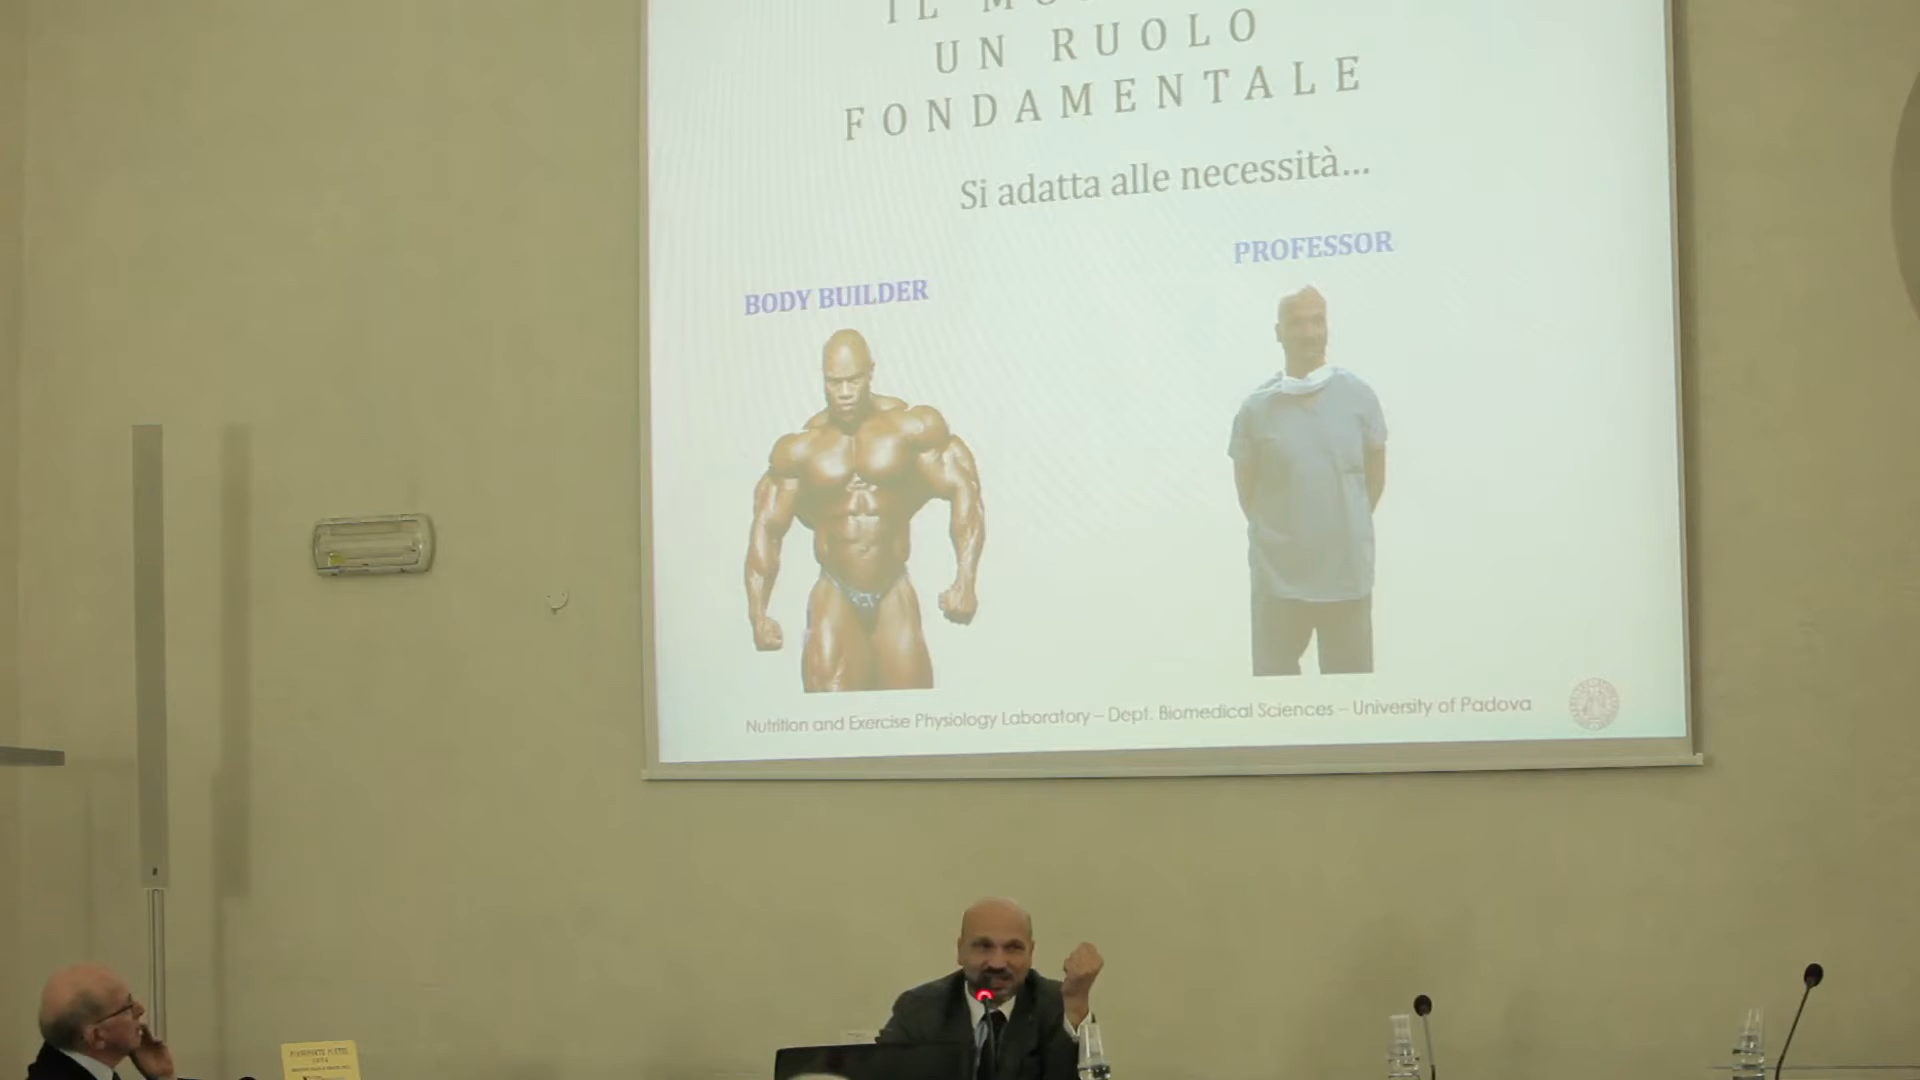 IL
UN RUOLO
FONDAMENTALE
Si adatta alle necessità...
PROFESSOR
BODY BUILDER
Nutrition and Exercise Physiology Laboratory – Dept. Biomedical Sciences – University of Padova